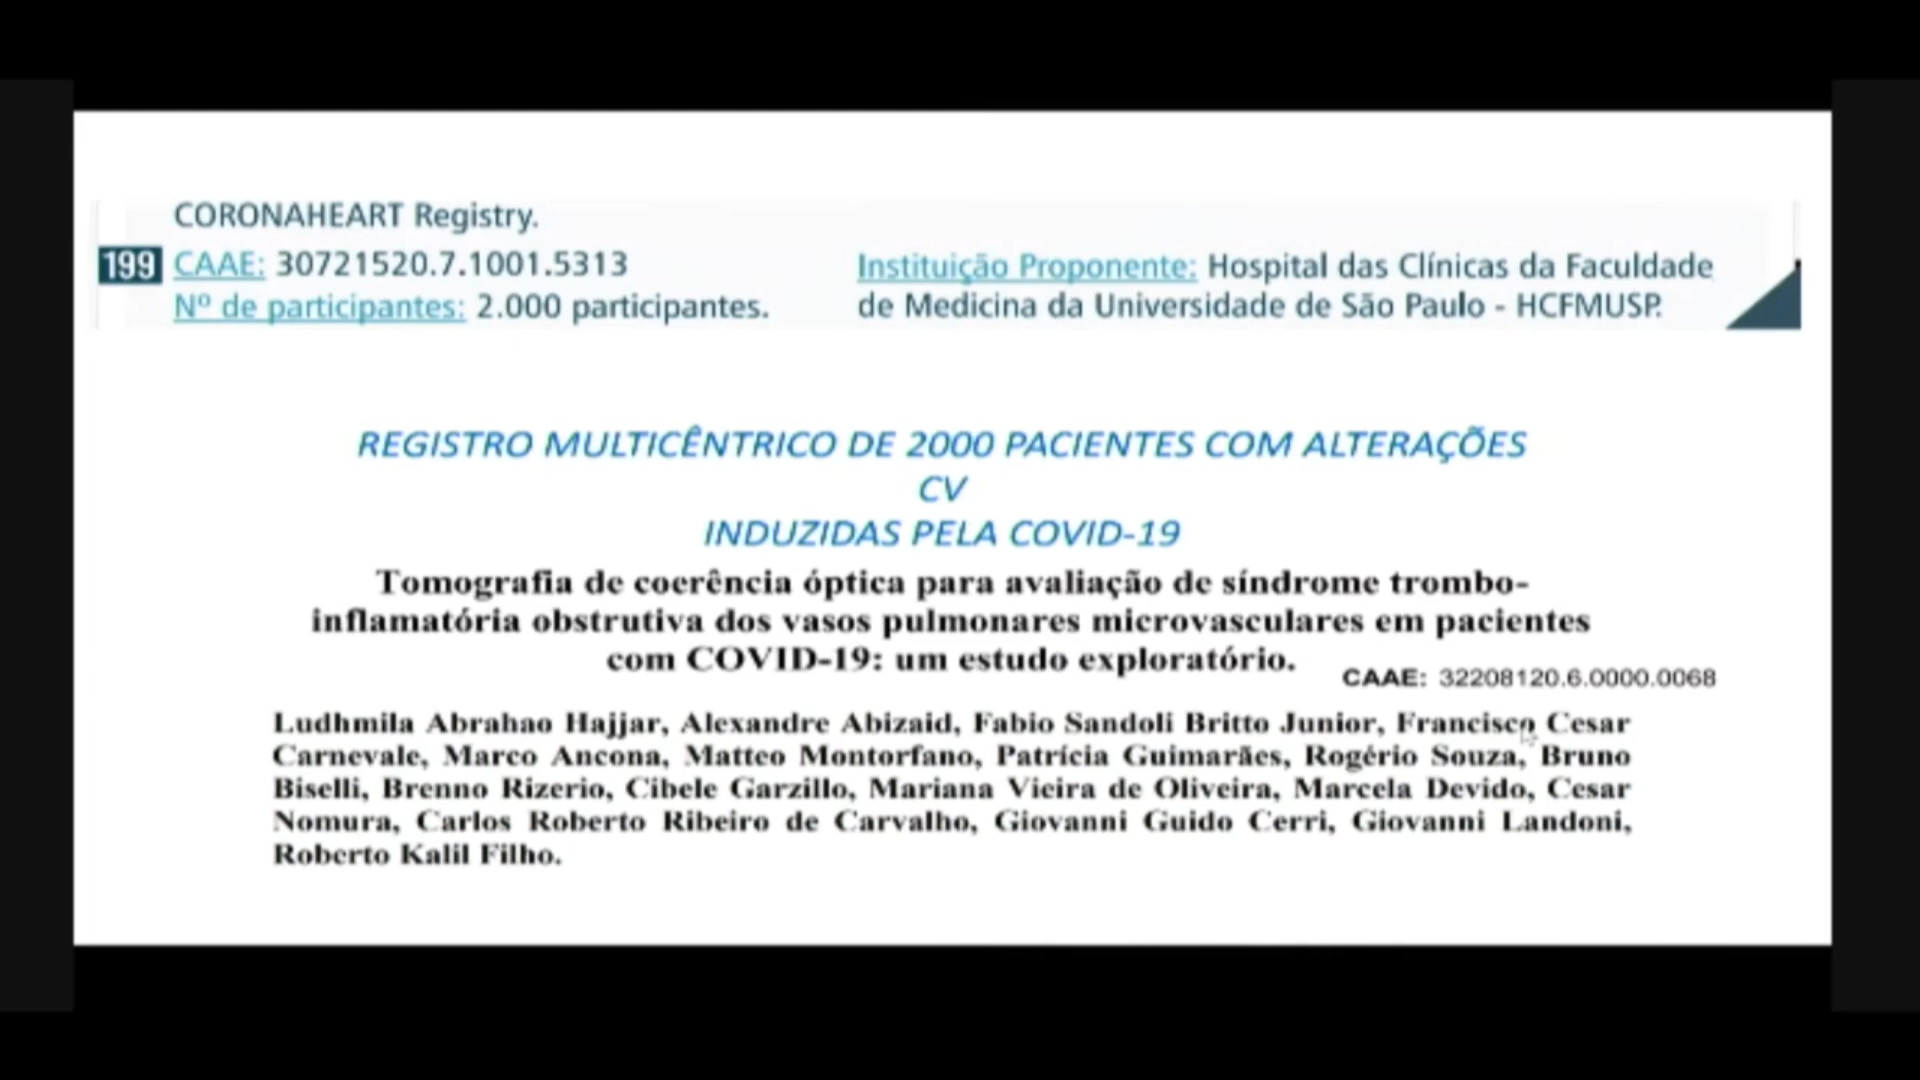 CORONAHEART Registry.
199 CAAE: 30721520.7.1001.5313
Nº de participantes: 2.000 participantes.
Instituição Proponente: Hospital das Clínicas da Faculdade
de Medicina da Universidade de São Paulo - HCFMUSP.
REGISTRO MULTICÊNTRICO DE 2000 PACIENTES COM ALTERAÇÕES
CV
INDUZIDAS PELA COVID-19
Tomografia de coerência óptica para avaliação de síndrome trombo-
inflamatória obstrutiva dos vasos pulmonares microvasculares em pacientes
com COVID-19: um estudo exploratório.
CAAE: 32208120.6.0000.0068
Ludhmila Abrahao Hajjar, Alexandre Abizaid, Fabio Sandoli Britto Junior, Francisco Cesar
Carnevale, Marco Ancona, Matteo Montorfano, Patrícia Guimarães, Rogério Souza, Bruno
Biselli, Brenno Rizerio, Cibele Garzillo, Mariana Vieira de Oliveira, Marcela Devido, Cesar
Nomura, Carlos Roberto Ribeiro de Carvalho, Giovanni Guido Cerri, Giovanni Landoni,
Roberto Kalil Filho.